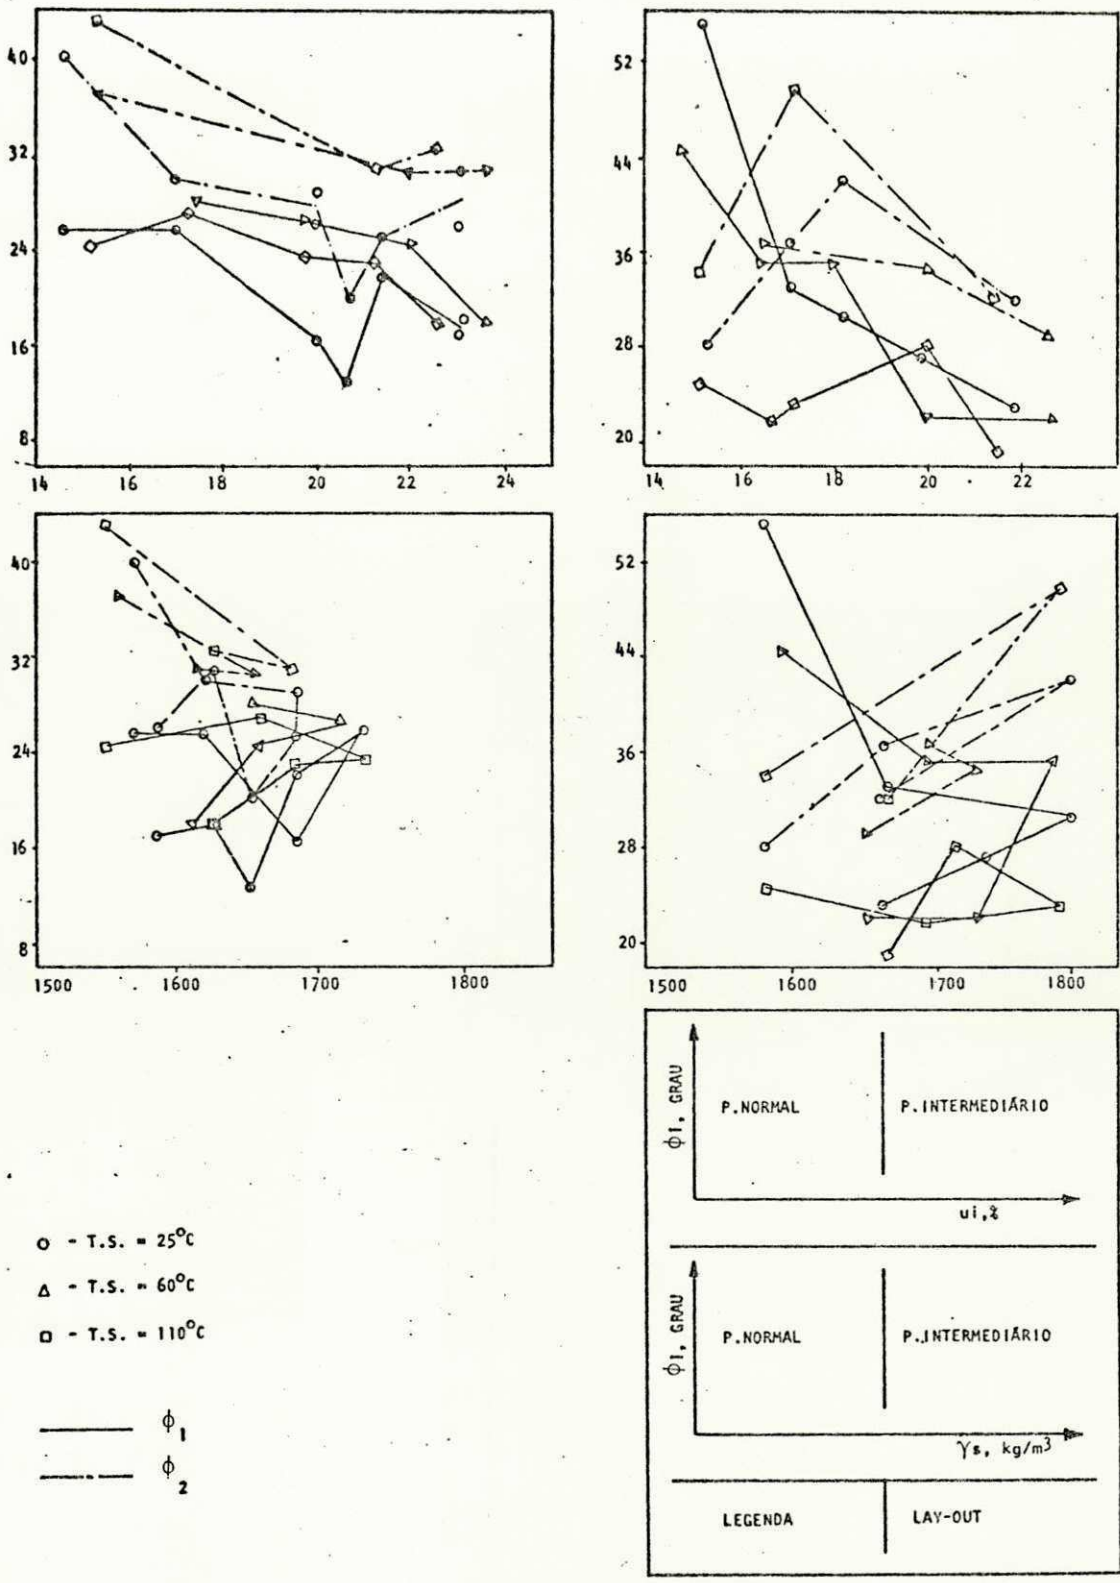 40
32
24
16
8
14 16 18 20 22 24
52
44
36
28
20
14 16 18 20 22
40
32
24
16
8
1500 1600 1700 1800
52
44
36
28
20
1500 1600 1700 1800
O - T.S. = 25°C
Δ - T.S. = 60°C
□ - T.S. = 110°C
ϕ1
ϕ2
ϕI, GRAU
P.NORMAL
P.INTERMEDIÁRIO
ui,%
ϕI, GRAU
P.NORMAL
P.INTERMEDIÁRIO
γs, kg/m³
LEGENDA
LAY-OUT